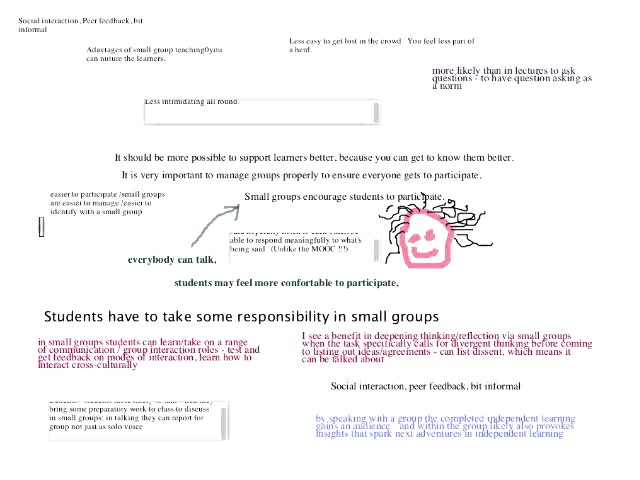 Social interaction, Peer feedback, bit
informal
Less easy to get lost in the crowd   You feel less part of
a herd
Adavtages of small group teaching0you
can nuture the learners.
more likely than in lectures to ask
questions - to have question asking as
a norm
Less intimidating all round.
It should be more possible to support learners better, because you can get to know them better.
It is very important to manage groups properly to ensure everyone gets to participate.
easier to participate /small groups
are easier to manage /easier to
identify with a small group
Small groups encourage students to participate.
able to respond meaningfully to what's
being said   (Unlike the MOOC !!!)
everybody can talk,
students may feel more confortable to participate,
Students have to take some responsibility in small groups
in small groups students can learn/take on a range
of communication / group interaction roles - test and
get feedback on modes of interaction, learn how to
interact cross-culturally
I see a benefit in deepening thinking/reflection via small groups
when the task specifically calls for divergent thinking before coming
to listing out ideas/agreements - can list dissent, which means it
can be talked about
Social interaction, peer feedback, bit informal
bring some preparatory work to class to discuss
in small groups; in talking they can report for
group not just as solo voice
by speaking with a group the completed independent learning
gains an audience   and within the group likely also provokes
insights that spark next adventures in independent learning